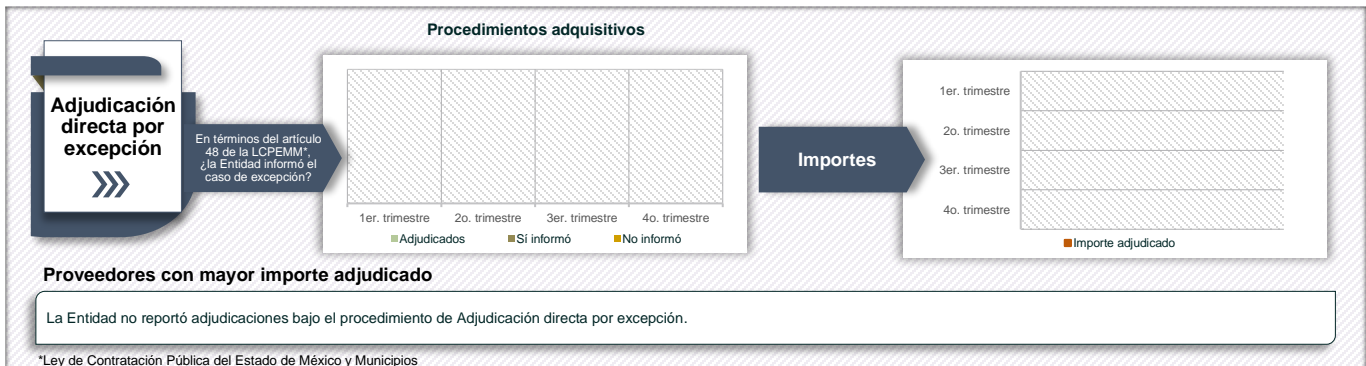 Procedimientos adquisitivos
Adjudicación
directa por
excepción
En términos del artículo
48 de la LCPEMM*,
¿la Entidad informó el
caso de excepción?
1er. trimestre 2o. trimestre 3er. trimestre 4o. trimestre
Adjudicados Sí informó No informó
Importes
1er. trimestre
2o. trimestre
3er. trimestre
4o. trimestre
Importe adjudicado
Proveedores con mayor importe adjudicado
La Entidad no reportó adjudicaciones bajo el procedimiento de Adjudicación directa por excepción.
*Ley de Contratación Pública del Estado de México y Municipios